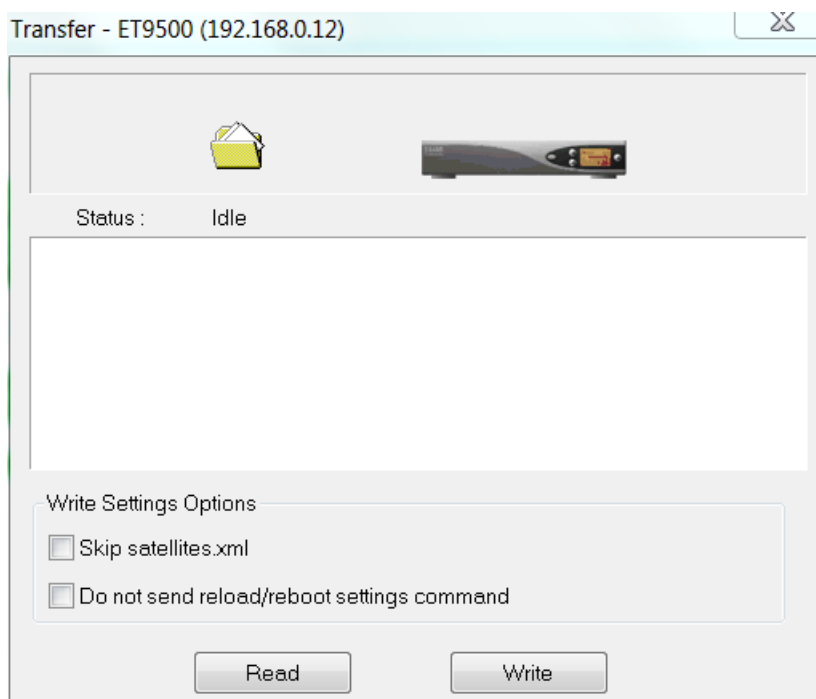 Transfer - ET9500 (192.168.0.12)
Status : Idle
Write Settings Options
Skip satellites.xml
Do not send reload/reboot settings command
Read Write